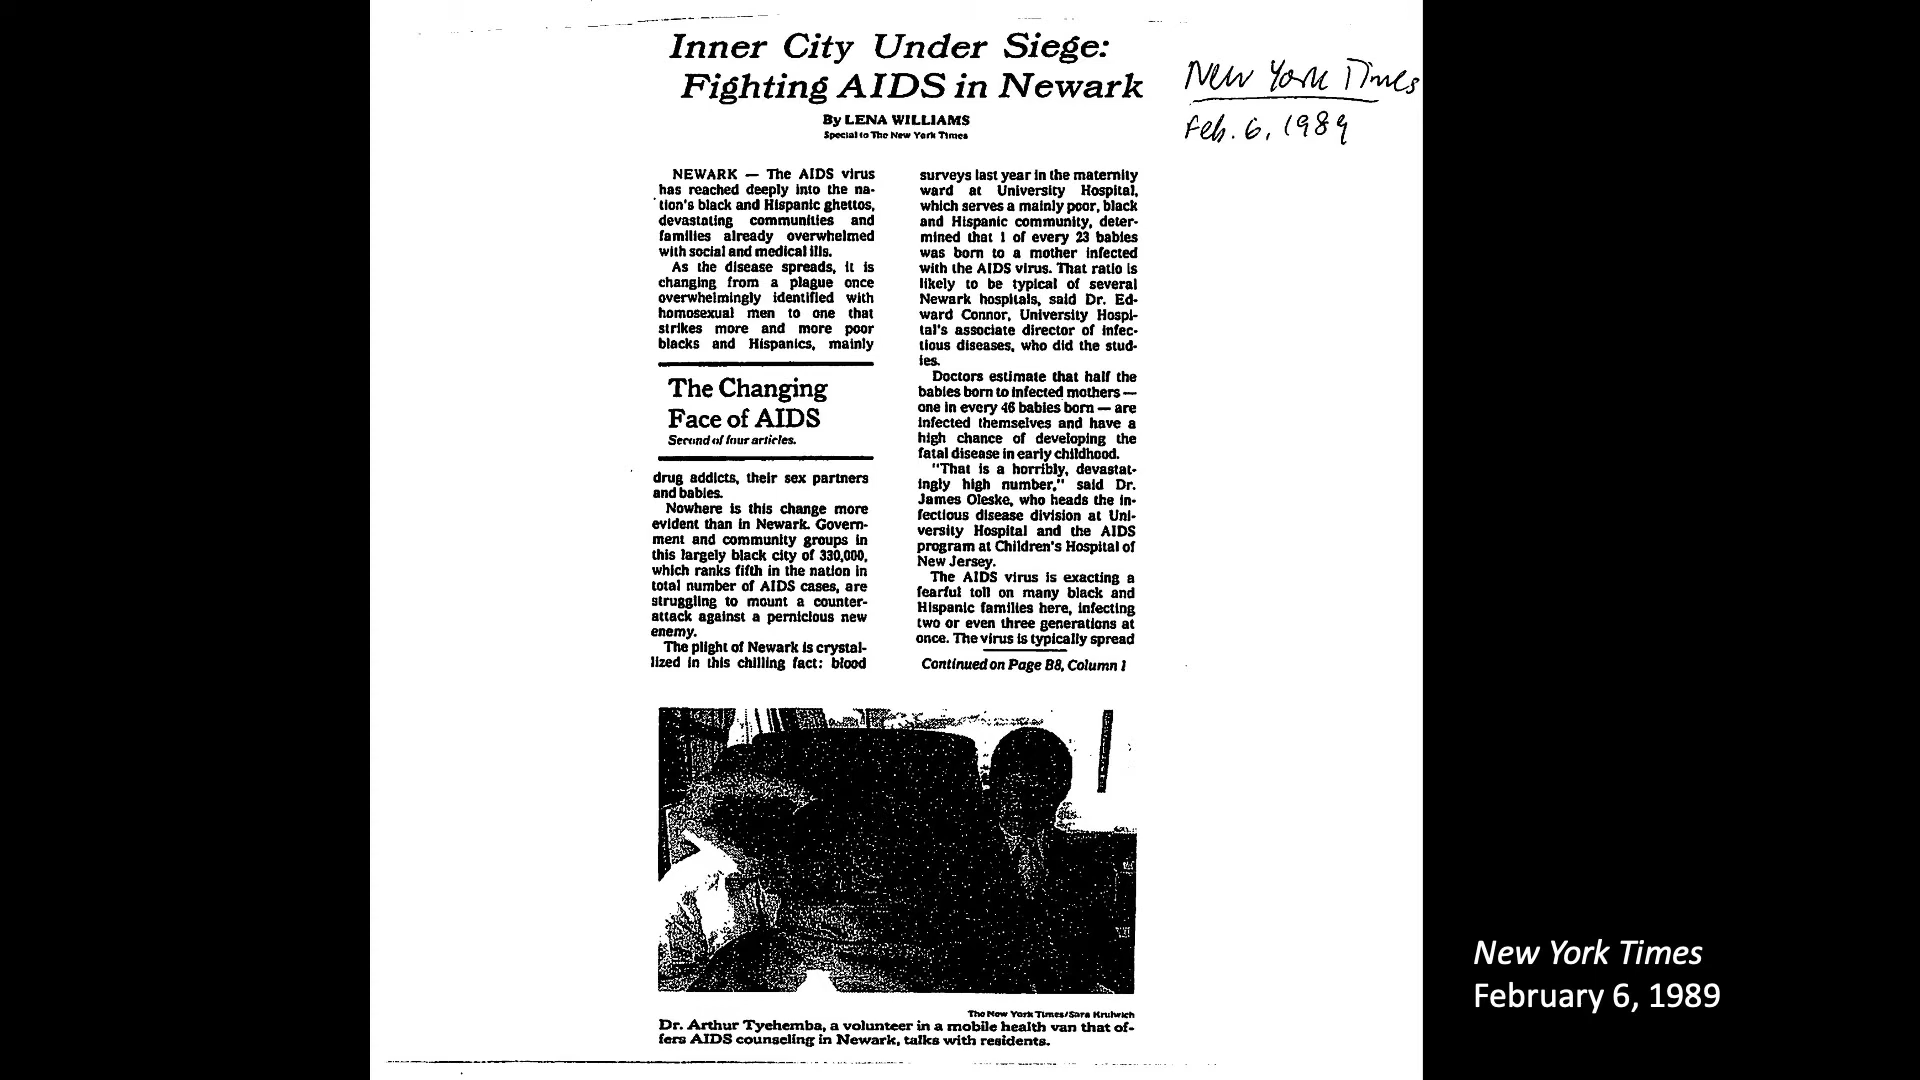 Inner City Under Siege:
Fighting AIDS in Newark
By LENA WILLIAMS
Special to The New York Times
New York Times
Feb. 6, 1989
NEWARK — The AIDS virus
has reached deeply into the na-
tion's black and Hispanic ghettos,
devastating communities and
families already overwhelmed
with social and medical ills.
As the disease spreads, it is
changing from a plague once
overwhelmingly identified with
homosexual men to one that
strikes more and more poor
blacks and Hispanics, mainly
The Changing
Face of AIDS
Second of four articles.
drug addicts, their sex partners
and babies.
Nowhere is this change more
evident than in Newark. Govern-
ment and community groups in
this largely black city of 330,000,
which ranks fifth in the nation in
total number of AIDS cases, are
struggling to mount a counter-
attack against a pernicious new
enemy.
The plight of Newark is crystal-
lized in this chilling fact: blood
surveys last year in the maternity
ward at University Hospital,
which serves a mainly poor, black
and Hispanic community, deter-
mined that 1 of every 23 babies
was born to a mother infected
with the AIDS virus. That ratio is
likely to be typical of several
Newark hospitals, said Dr. Ed-
ward Connor, University Hospi-
tal's associate director of infec-
tious diseases, who did the stud-
ies.
Doctors estimate that half the
babies born to infected mothers —
one in every 46 babies born — are
infected themselves and have a
high chance of developing the
fatal disease in early childhood.
"That is a horribly, devastat-
ingly high number," said Dr.
James Oleske, who heads the in-
fectious disease division at Uni-
versity Hospital and the AIDS
program at Children's Hospital of
New Jersey.
The AIDS virus is exacting a
fearful toll on many black and
Hispanic families here, infecting
two or even three generations at
once. The virus is typically spread
Continued on Page B8, Column 1
The New York Times/Sara Krulwich
Dr. Arthur Tyehemba, a volunteer in a mobile health van that of-
fers AIDS counseling in Newark, talks with residents.
New York Times
February 6, 1989